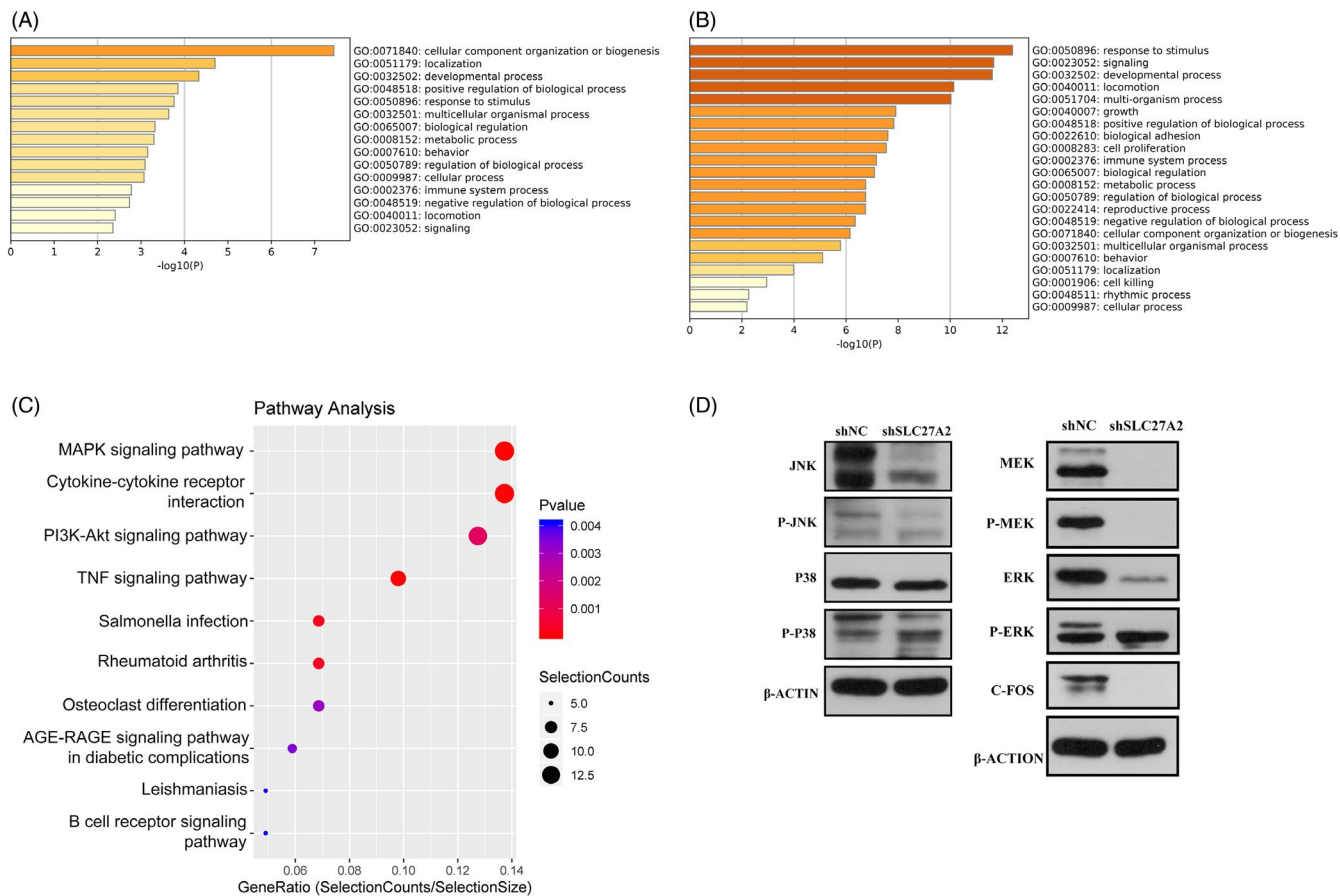 (A)
GO:0071840: cellular component organization or biogenesis
GO:0051179: localization
GO:0032502: developmental process
GO:0048518: positive regulation of biological process
GO:0050896: response to stimulus
GO:0032501: multicellular organismal process
GO:0065007: biological regulation
GO:0008152: metabolic process
GO:0007610: behavior
GO:0050789: regulation of biological process
GO:0009987: cellular process
GO:0002376: immune system process
GO:0048519: negative regulation of biological process
GO:0040011: locomotion
GO:0023052: signaling
0 1 2 3 4 5 6 7
-log10(P)
(B)
GO:0050896: response to stimulus
GO:0023052: signaling
GO:0032502: developmental process
GO:0040011: locomotion
GO:0051704: multi-organism process
GO:0040007: growth
GO:0048518: positive regulation of biological process
GO:0022610: biological adhesion
GO:0008283: cell proliferation
GO:0002376: immune system process
GO:0065007: biological regulation
GO:0008152: metabolic process
GO:0050789: regulation of biological process
GO:0022414: reproductive process
GO:0048519: negative regulation of biological process
GO:0071840: cellular component organization or biogenesis
GO:0032501: multicellular organismal process
GO:0007610: behavior
GO:0051179: localization
GO:0001906: cell killing
GO:0048511: rhythmic process
GO:0009987: cellular process
0 2 4 6 8 10 12
-log10(P)
(C)
Pathway Analysis
MAPK signaling pathway
Cytokine-cytokine receptor
interaction
PI3K-Akt signaling pathway
TNF signaling pathway
Salmonella infection
Rheumatoid arthritis
Osteoclast differentiation
AGE-RAGE signaling pathway
in diabetic complications
Leishmaniasis
B cell receptor signaling
pathway
0.06 0.08 0.10 0.12 0.14
GeneRatio (SelectionCounts/SelectionSize)
Pvalue
0.004
0.003
0.002
0.001
SelectionCounts
5.0
7.5
10.0
12.5
(D)
shNC shSLC27A2
JNK
P-JNK
P38
P-P38
β-ACTIN
shNC shSLC27A2
MEK
P-MEK
ERK
P-ERK
C-FOS
β-ACTION